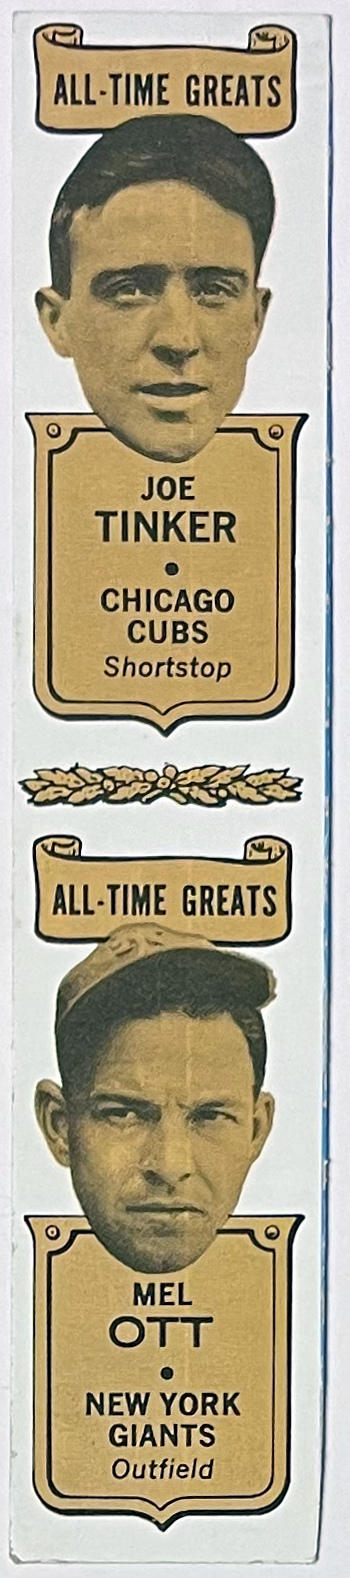 ALL-TIME GREATS
JOE
TINKER
•
CHICAGO
CUBS
Shortstop
ALL-TIME GREATS
MEL
OTT
•
NEW YORK
GIANTS
Outfield